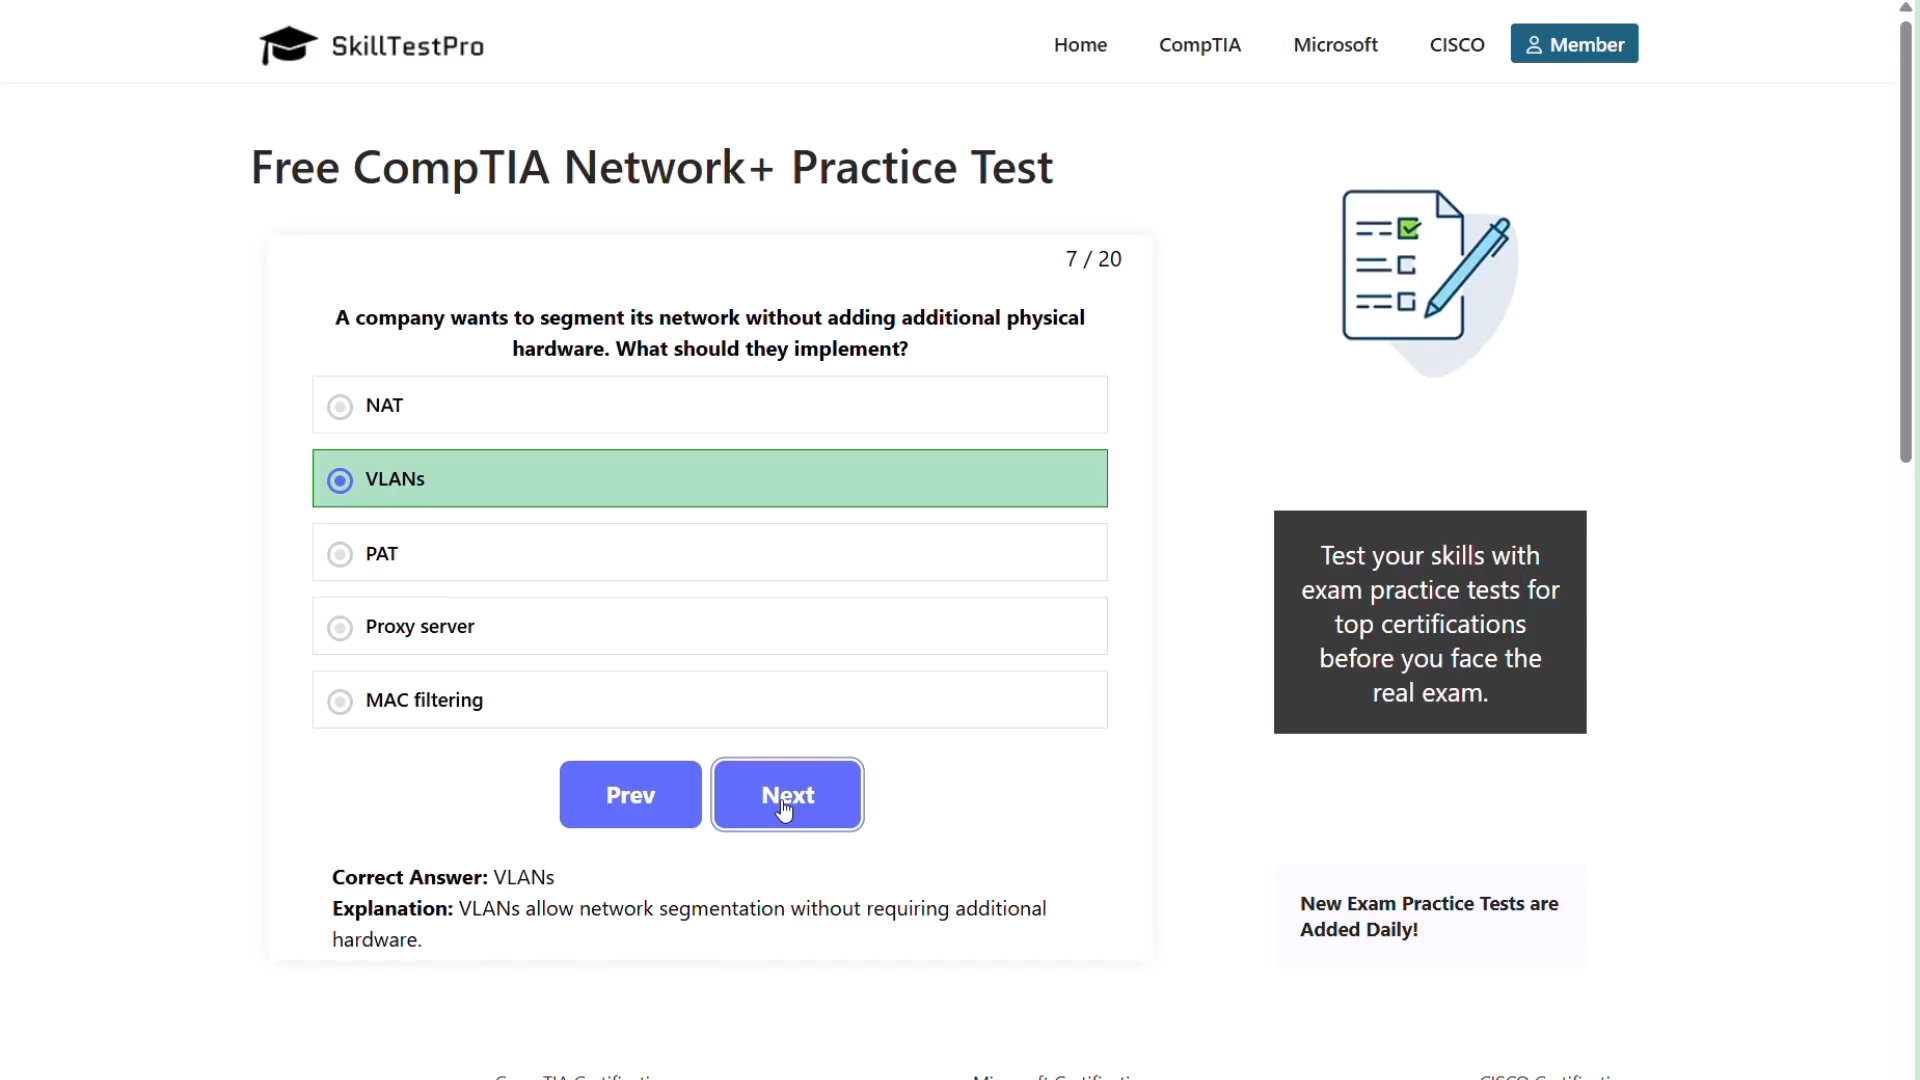 SkillTestPro
Home
CompTIA
Microsoft
CISCO
Member
Free CompTIA Network+ Practice Test
7 / 20
A company wants to segment its network without adding additional physical
hardware. What should they implement?
NAT
VLANs
PAT
Proxy server
MAC filtering
Prev
Next
Correct Answer: VLANs
Explanation: VLANs allow network segmentation without requiring additional
hardware.
Test your skills with
exam practice tests for
top certifications
before you face the
real exam.
New Exam Practice Tests are
Added Daily!